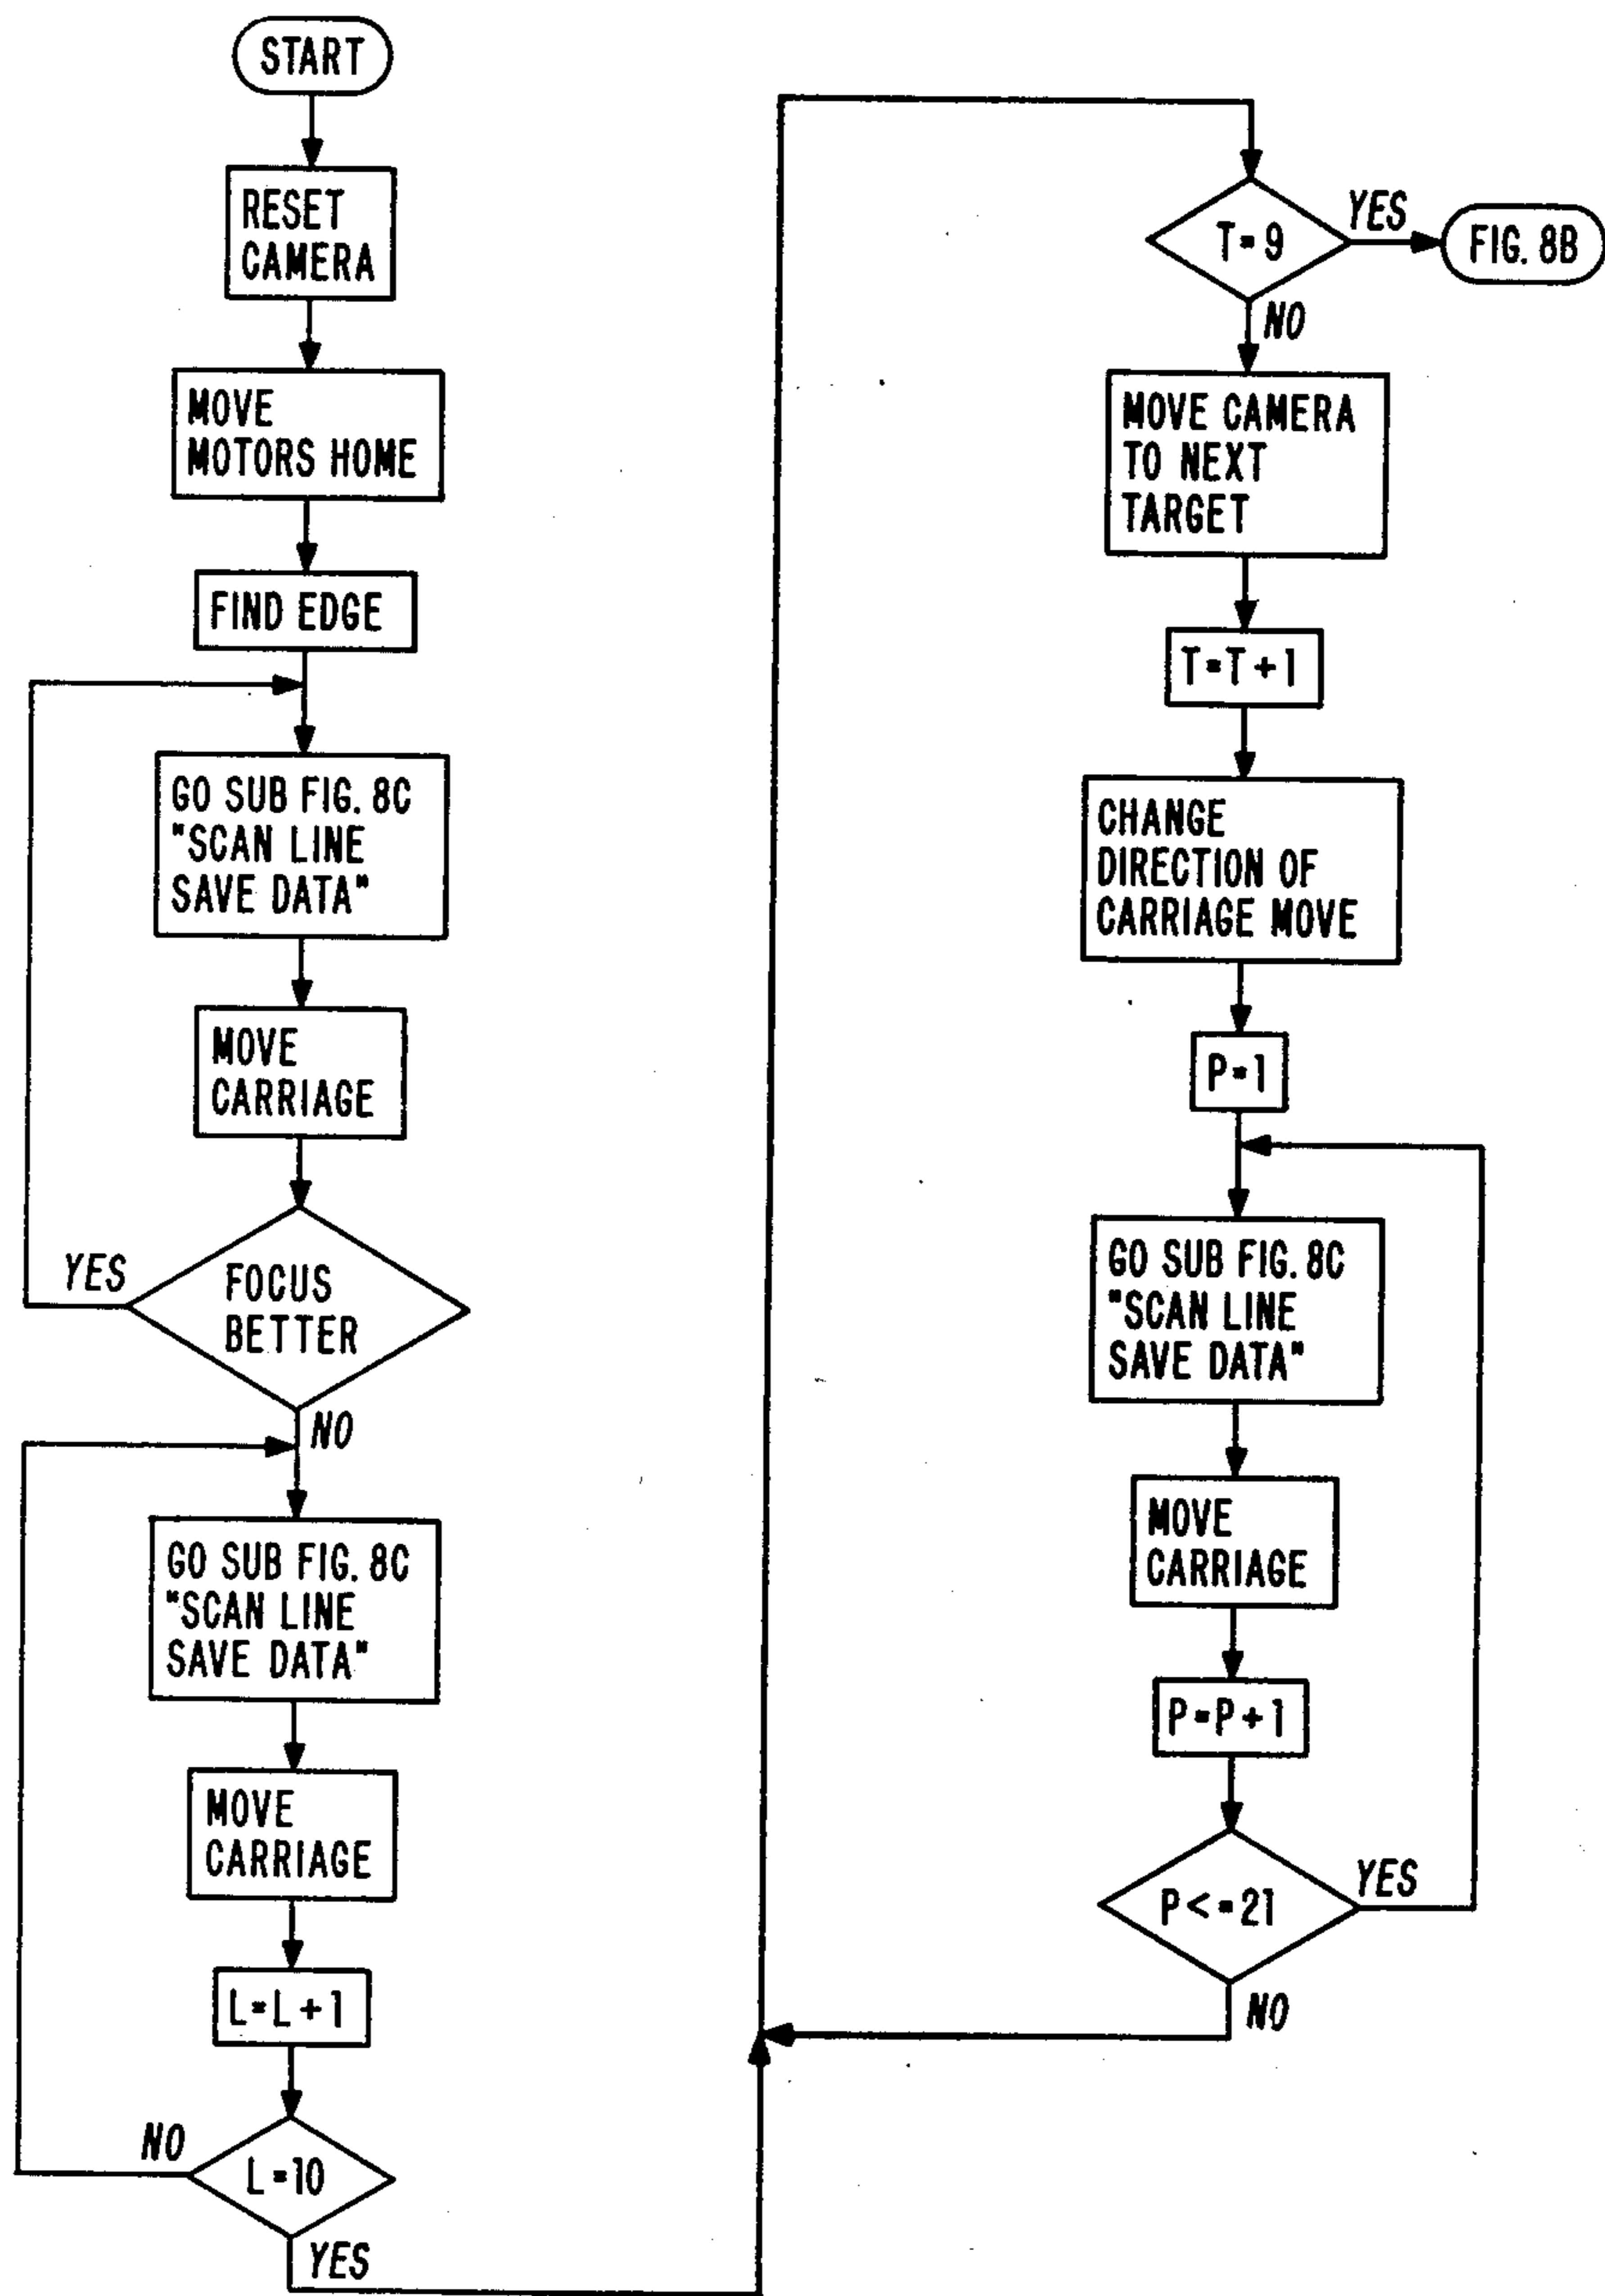 START
RESET
CAMERA
MOVE
MOTORS HOME
FIND EDGE
GO SUB FIG. 8C
"SCAN LINE
SAVE DATA"
MOVE
CARRIAGE
FOCUS
BETTER
YES
NO
GO SUB FIG. 8C
"SCAN LINE
SAVE DATA"
MOVE
CARRIAGE
L=L+1
L=10
NO
YES
T=9
YES
FIG. 8B
NO
MOVE CAMERA
TO NEXT
TARGET
T=T+1
CHANGE
DIRECTION OF
CARRIAGE MOVE
P=1
GO SUB FIG. 8C
"SCAN LINE
SAVE DATA"
MOVE
CARRIAGE
P=P+1
P<=21
YES
NO